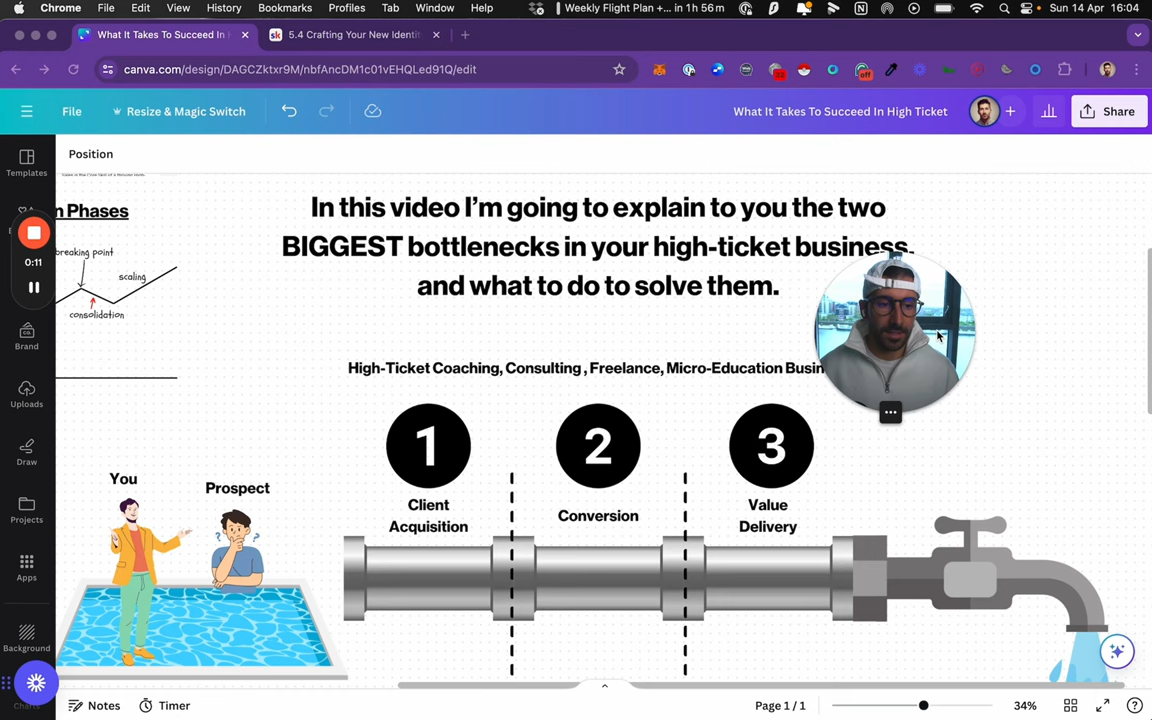 Chrome File Edit View History Bookmarks Profiles Tab Window Help Weekly Flight Plan +... in 1 h 56 m Sun 14 Apr 16:04
What It Takes To Succeed In
5.4 Crafting Your New Identi
canva.com/design/DAGCZktxr9M/nbfAncDM1c01vEHQLed91Q/edit
off
File Resize & Magic Switch What It Takes To Succeed In High Ticket Share
Position
Templates
0:11
Brand
Uploads
Draw
Projects
Apps
Background
Charts
n Phases
breaking point
scaling
consolidation
In this video I'm going to explain to you the two
BIGGEST bottlenecks in your high-ticket business,
and what to do to solve them.
High-Ticket Coaching, Consulting , Freelance, Micro-Education Busin
1 2 3
Client
Acquisition
Conversion
Value
Delivery
You
Prospect
Notes Timer Page 1 / 1 34%